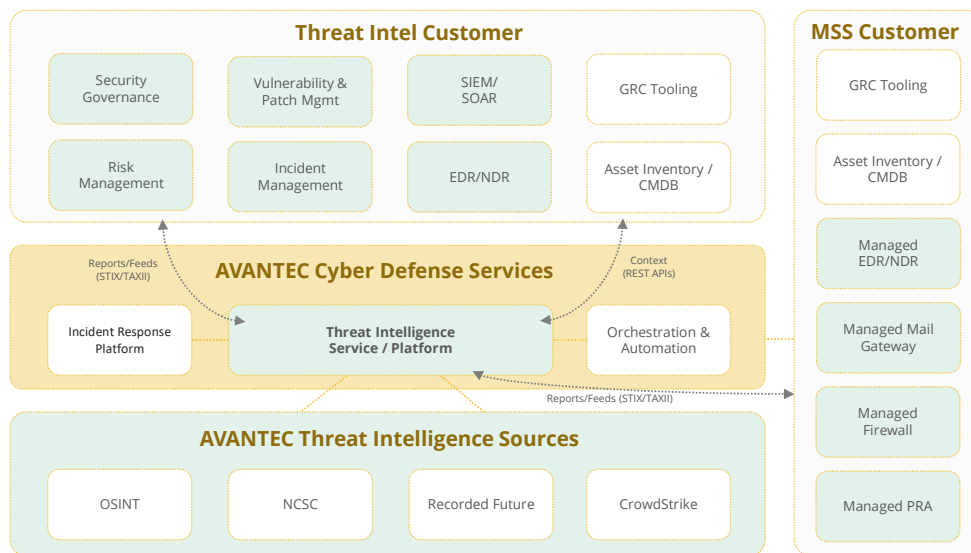 Threat Intel Customer
Security
Governance
Vulnerability &
Patch Mgmt
SIEM/
SOAR
GRC Tooling
Risk
Management
Incident
Management
EDR/NDR
Asset Inventory /
CMDB
Reports/Feeds
(STIX/TAXII)
AVANTEC Cyber Defense Services
Context
(REST APIs)
Incident Response
Platform
Threat Intelligence
Service / Platform
Orchestration &
Automation
Reports/Feeds (STIX/TAXII)
AVANTEC Threat Intelligence Sources
OSINT
NCSC
Recorded Future
CrowdStrike
MSS Customer
GRC Tooling
Asset Inventory /
CMDB
Managed
EDR/NDR
Managed Mail
Gateway
Managed
Firewall
Managed PRA